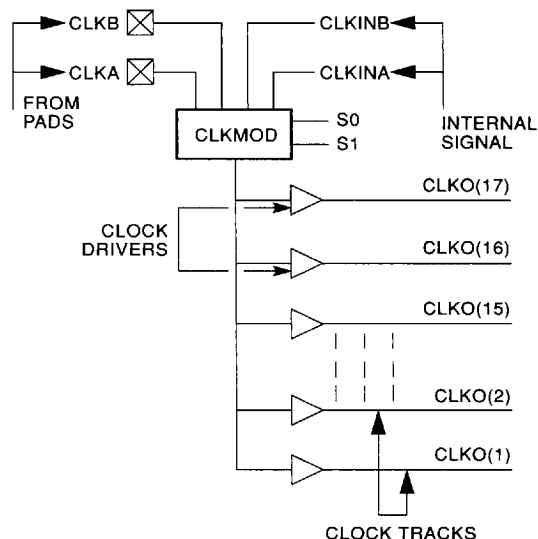 CLKB
CLKINB
CLKA
CLKINA
FROM
PADS
CLKMOD
S0
S1
INTERNAL
SIGNAL
CLKO(17)
CLOCK
DRIVERS
CLKO(16)
CLKO(15)
CLKO(2)
CLKO(1)
CLOCK TRACKS